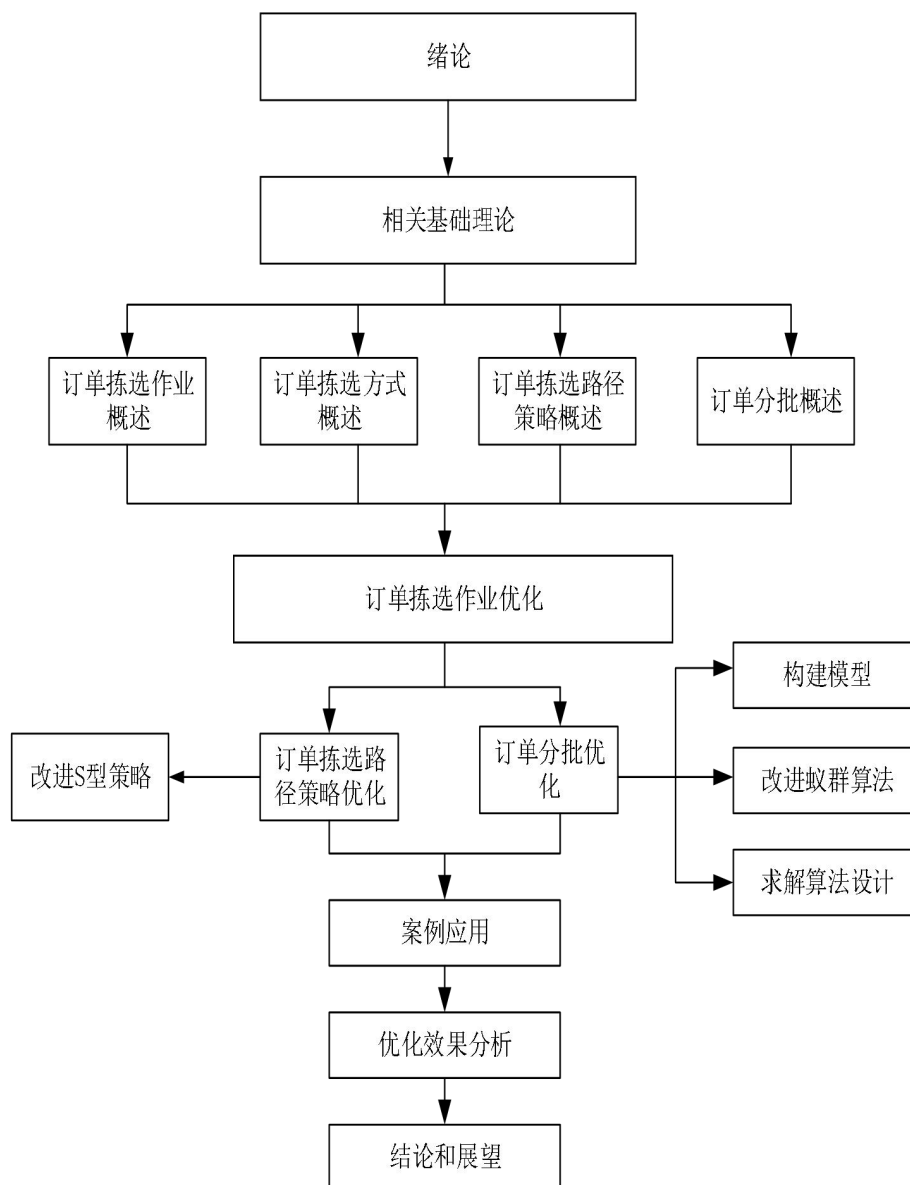 绪论
相关基础理论
订单拣选作业
概述
订单拣选方式
概述
订单拣选路径
策略概述
订单分批概述
订单拣选作业优化
构建模型
改进S型策略
订单拣选路
径策略优化
订单分批优
化
改进蚁群算法
求解算法设计
案例应用
优化效果分析
结论和展望